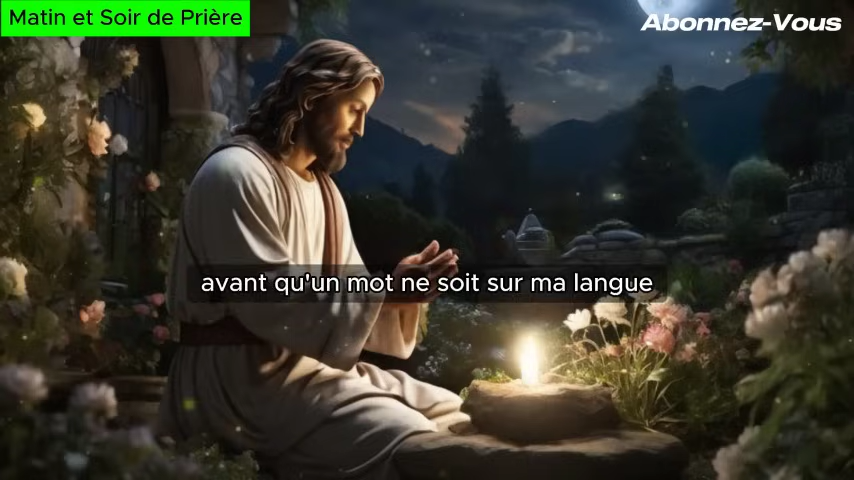 Matin et Soir de Prière
Abonnez-Vous
avant qu'un mot ne soit sur ma langue